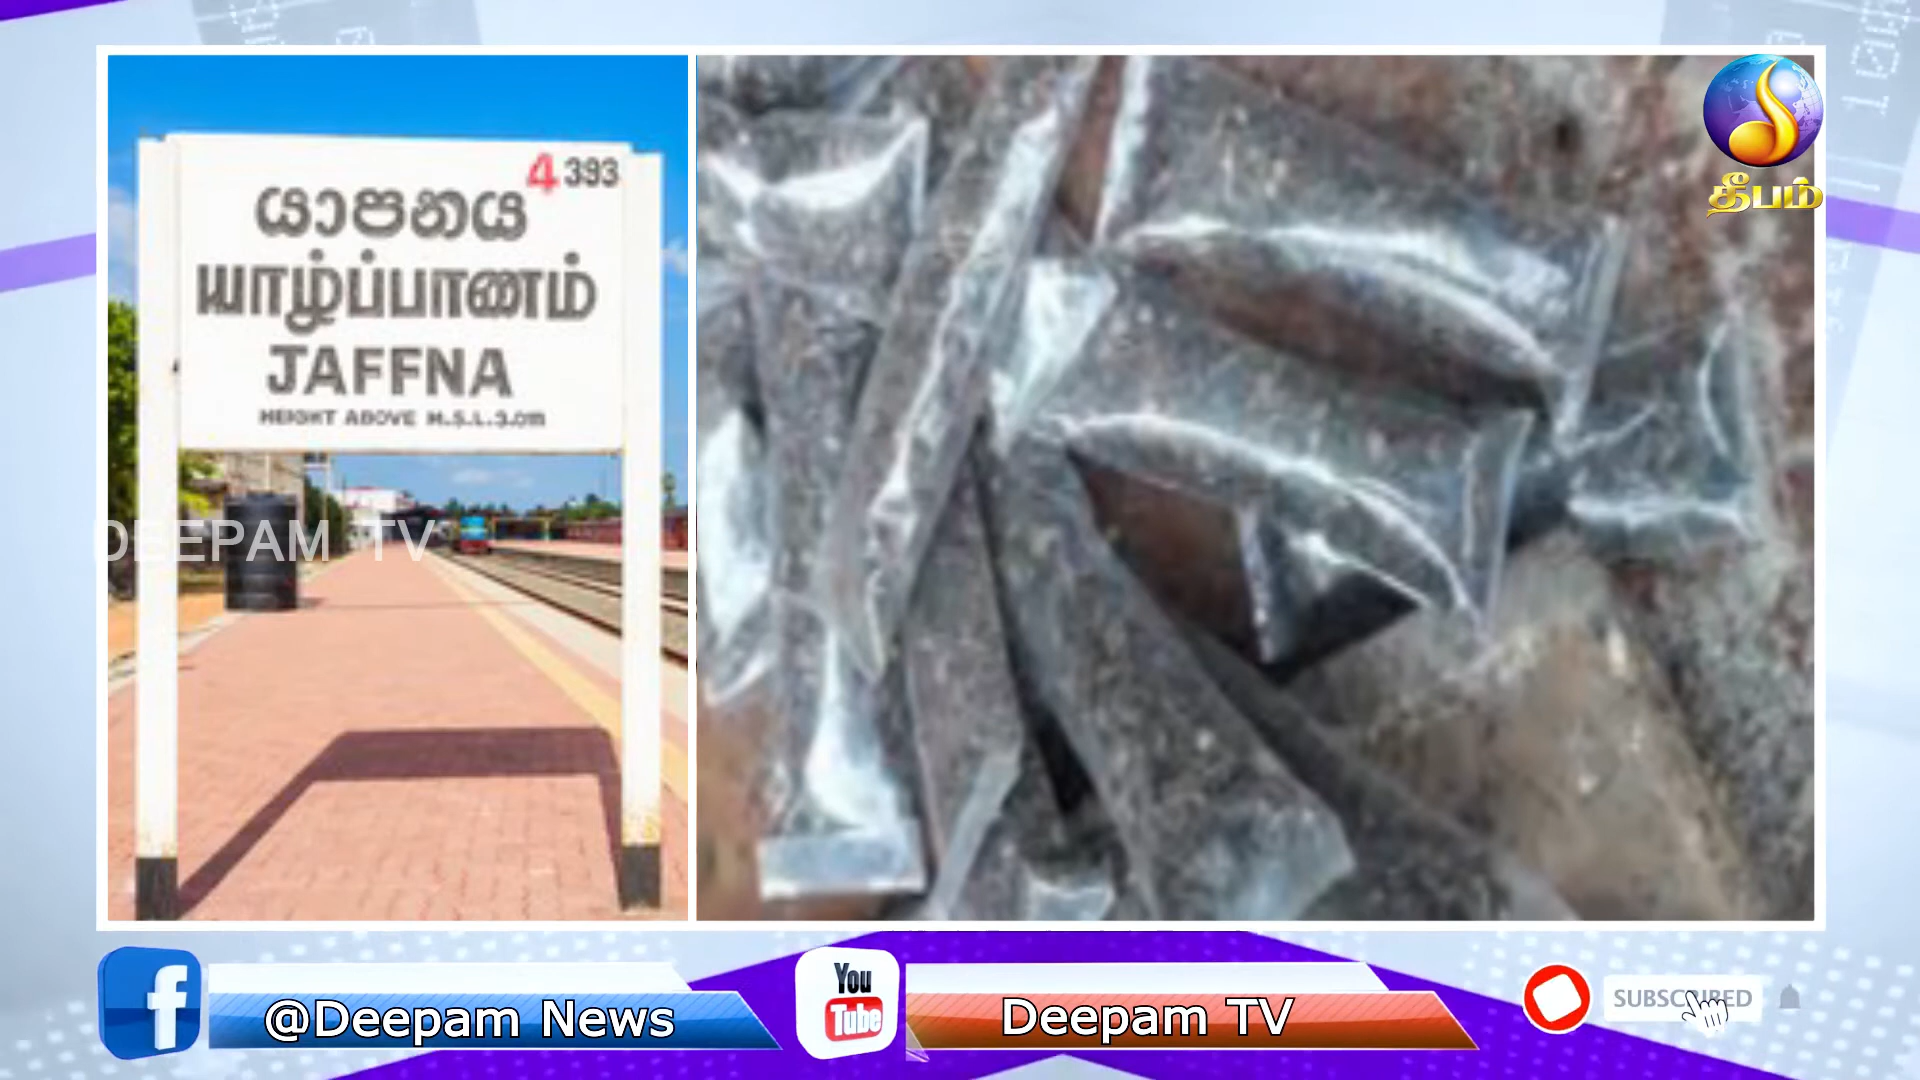 4 393
යාපනය
யாழ்ப்பாணம்
JAFFNA
HEIGHT ABOVE M.S.L.3.0m
தீபம்
DEEPAM TV
@Deepam News
You
Tube
Deepam TV
SUBSCRIBED